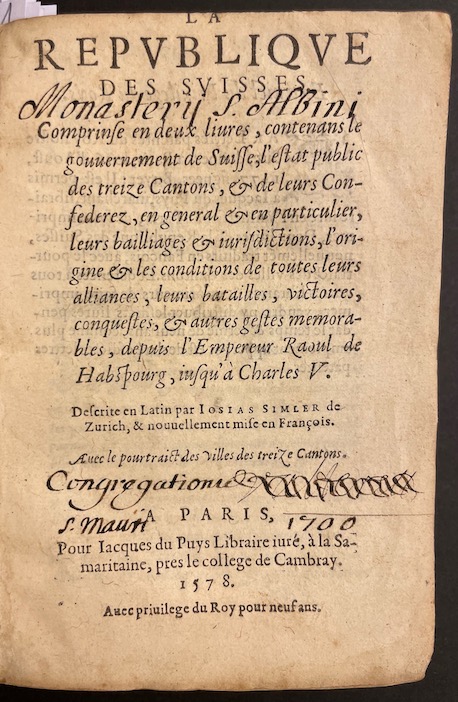 LA
REPVBLIQVE
DES SVISSES,
Monasterij S. Albini
Comprinſe en deux liures, contenans le
gouuernement de Suiſſe, l'eſtat public
des treize Cantons, & de leurs Con-
federez, en general & en particulier,
leurs bailliages & iuriſdictions, l'ori-
gine & les conditions de toutes leurs
alliances, leurs batailles, victoires,
conqueſtes, & autres geſtes memora-
bles, depuis l'Empereur Raoul de
Habſpourg, iuſqu'à Charles V.
Deſcrite en Latin par IOSIAS SIMLER de
Zurich, & nouuellement miſe en François.
Auec le pourtraict des villes des treize Cantons.
Congregationis
A PARIS,
S. Mauri 1700
Pour Iacques du Puys Libraire iuré, à la Sa-
maritaine, pres le college de Cambray.
1578.
Auec priuilege du Roy pour neuf ans.